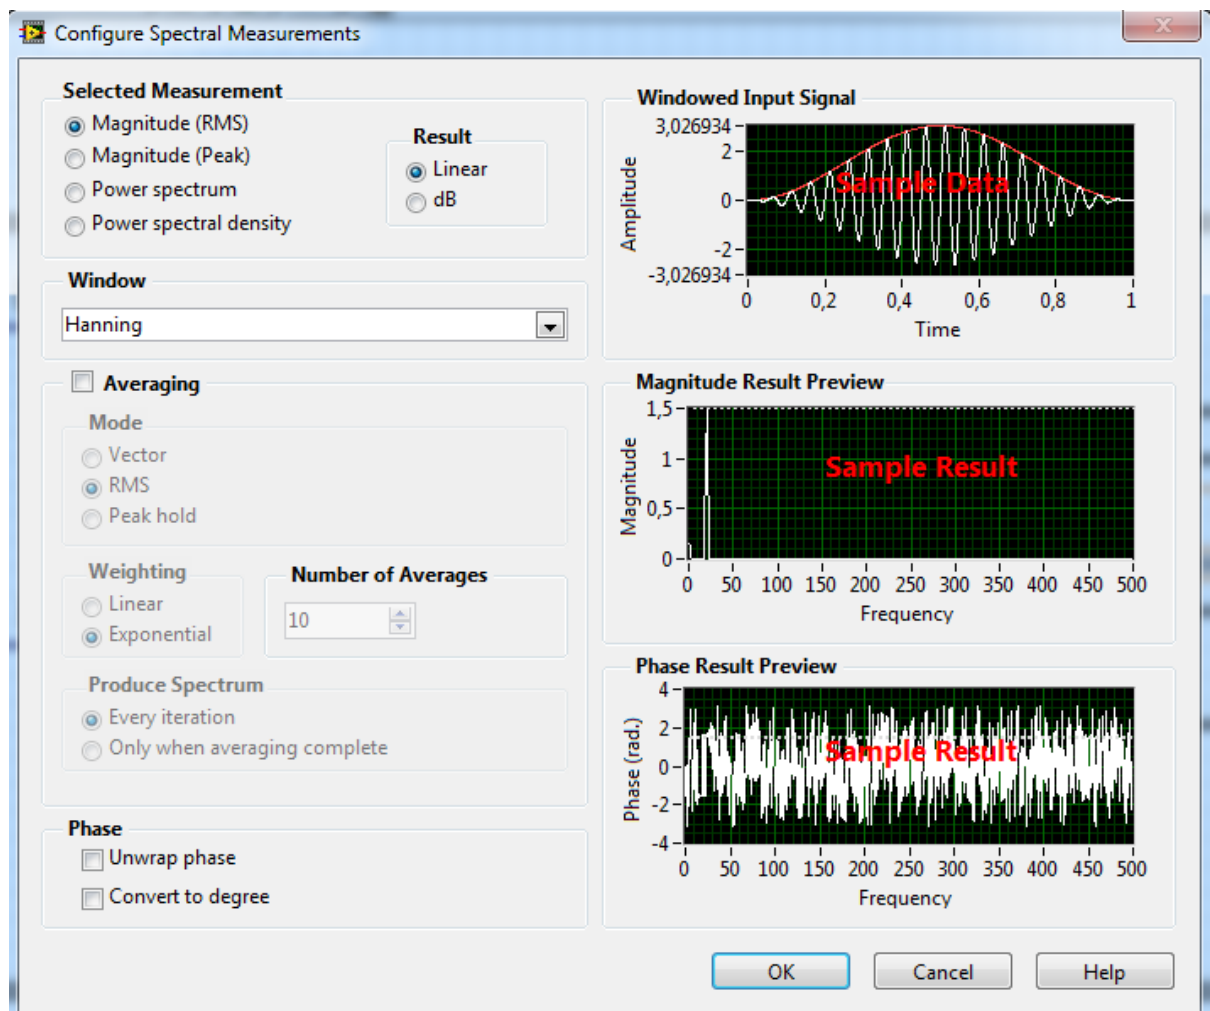 Configure Spectral Measurements
Selected Measurement
Magnitude (RMS)
Magnitude (Peak)
Power spectrum
Power spectral density
Result
Linear
dB
Window
Hanning
Averaging
Mode
Vector
RMS
Peak hold
Weighting
Linear
Exponential
Number of Averages
10
Produce Spectrum
Every iteration
Only when averaging complete
Phase
Unwrap phase
Convert to degree
Windowed Input Signal
3,026934
2
0
-2
-3,026934
Amplitude
Sample Data
0 0,2 0,4 0,6 0,8 1
Time
Magnitude Result Preview
1,5
1
0,5
0
Magnitude
Sample Result
0 50 100 150 200 250 300 350 400 450 500
Frequency
Phase Result Preview
4
2
0
-2
-4
Phase (rad.)
Sample Result
0 50 100 150 200 250 300 350 400 450 500
Frequency
OK Cancel Help